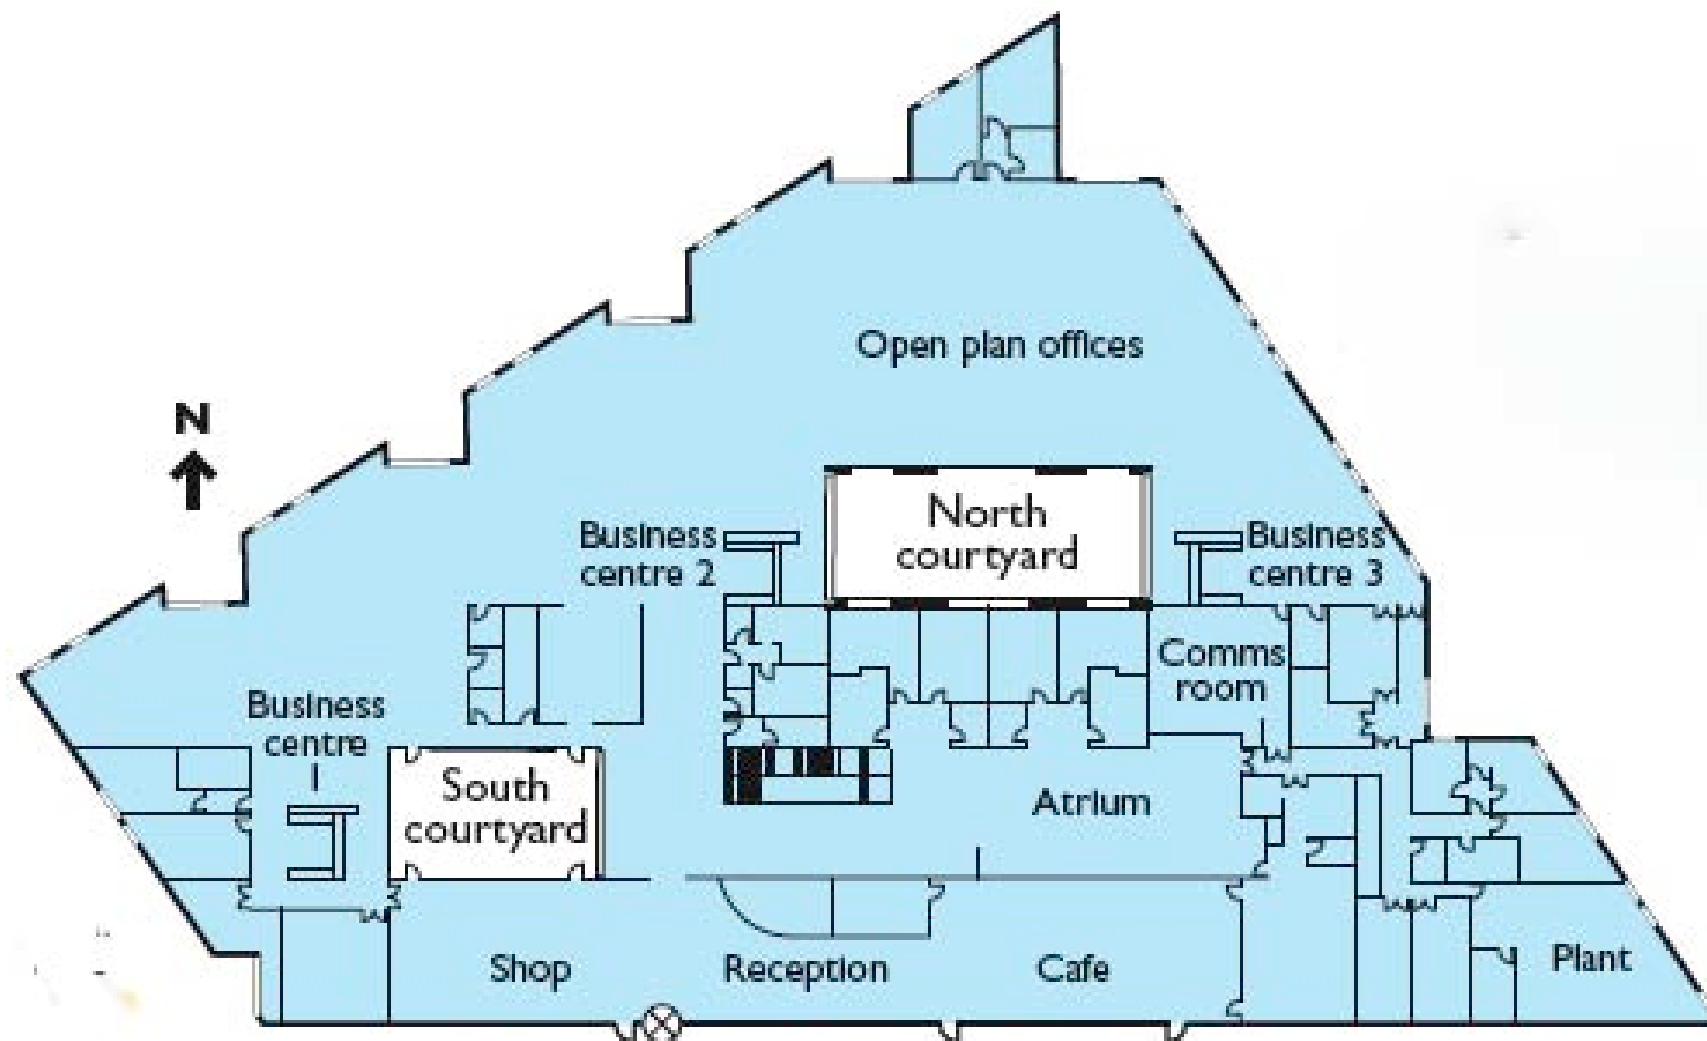 Open plan offices
N
North
courtyard
Business
centre 2
Business
centre 3
Comms
room
Business
centre
1
South
courtyard
Atrium
Shop
Reception
Cafe
Plant